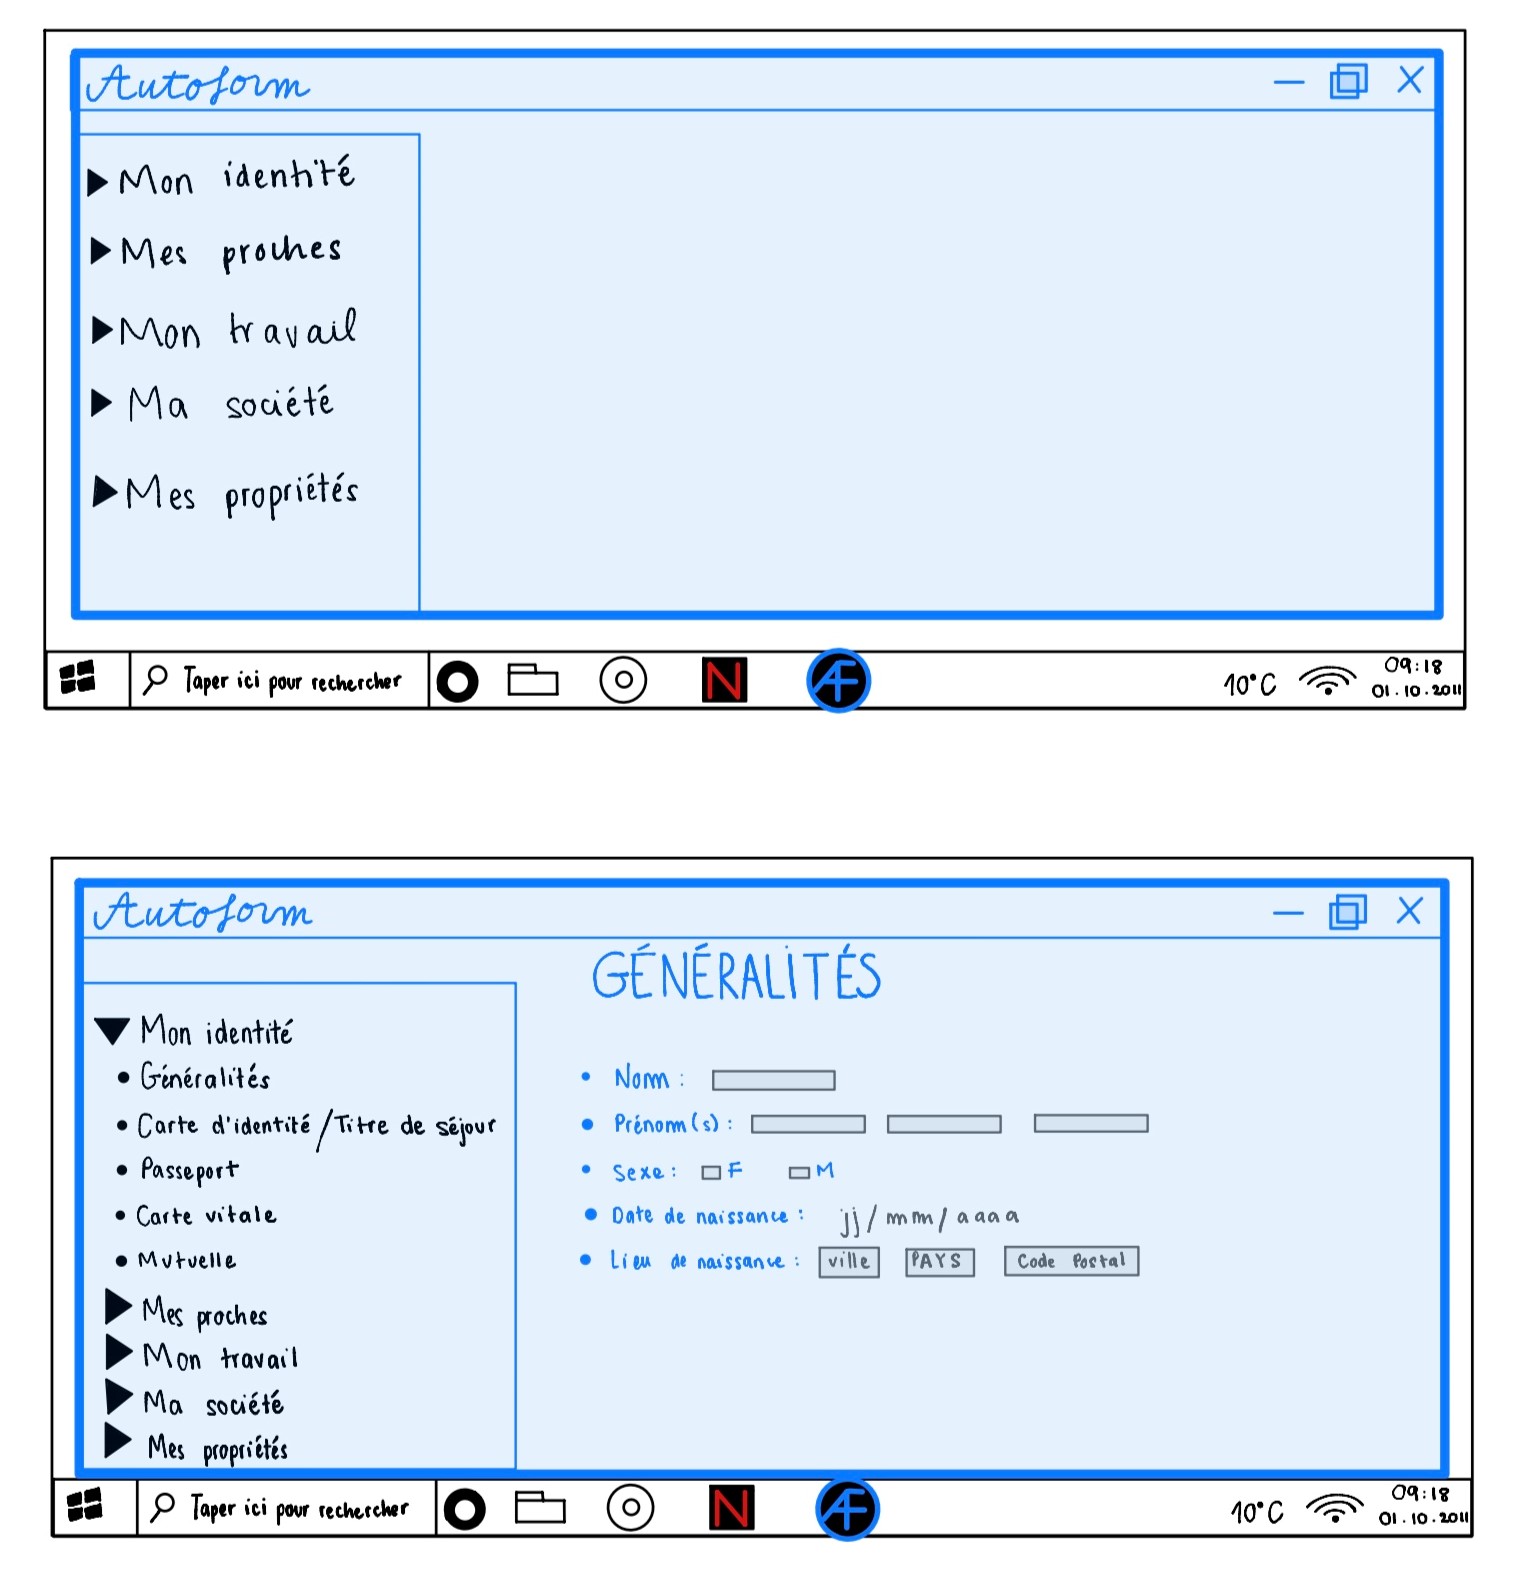 Autoform
Mon identité
Mes proches
Mon travail
Ma société
Mes propriétés
Taper ici pour rechercher
N
AF
10°C
09:18
01.10.2011
Autoform
GÉNÉRALITÉS
Mon identité
• Généralités
• Carte d'identité/Titre de séjour
• Passeport
• Carte vitale
• Mutuelle
Mes proches
Mon travail
Ma société
Mes propriétés
• Nom :
• Prénom(s) :
• Sexe : F M
• Date de naissance : jj/mm/aaaa
• Lieu de naissance : ville PAYS Code Postal
Taper ici pour rechercher
N
AF
10°C
09:18
01.10.2011